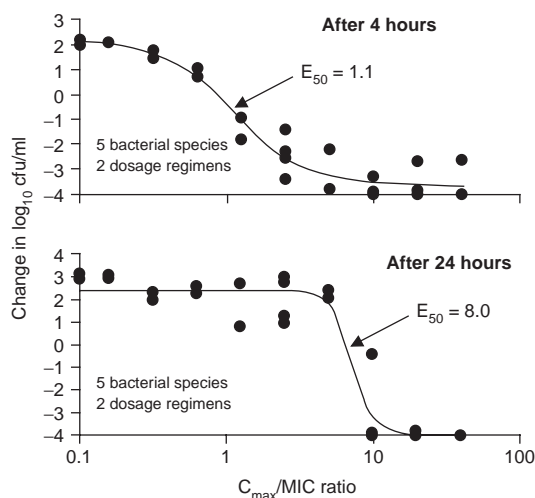 After 4 hours
3
2
1
0
–1
–2
–3
–4
E50 = 1.1
5 bacterial species
2 dosage regimens
Change in log10 cfu/ml
After 24 hours
4
3
2
1
0
–1
–2
–3
–4
E50 = 8.0
5 bacterial species
2 dosage regimens
0.1 1 10 100
Cmax/MIC ratio